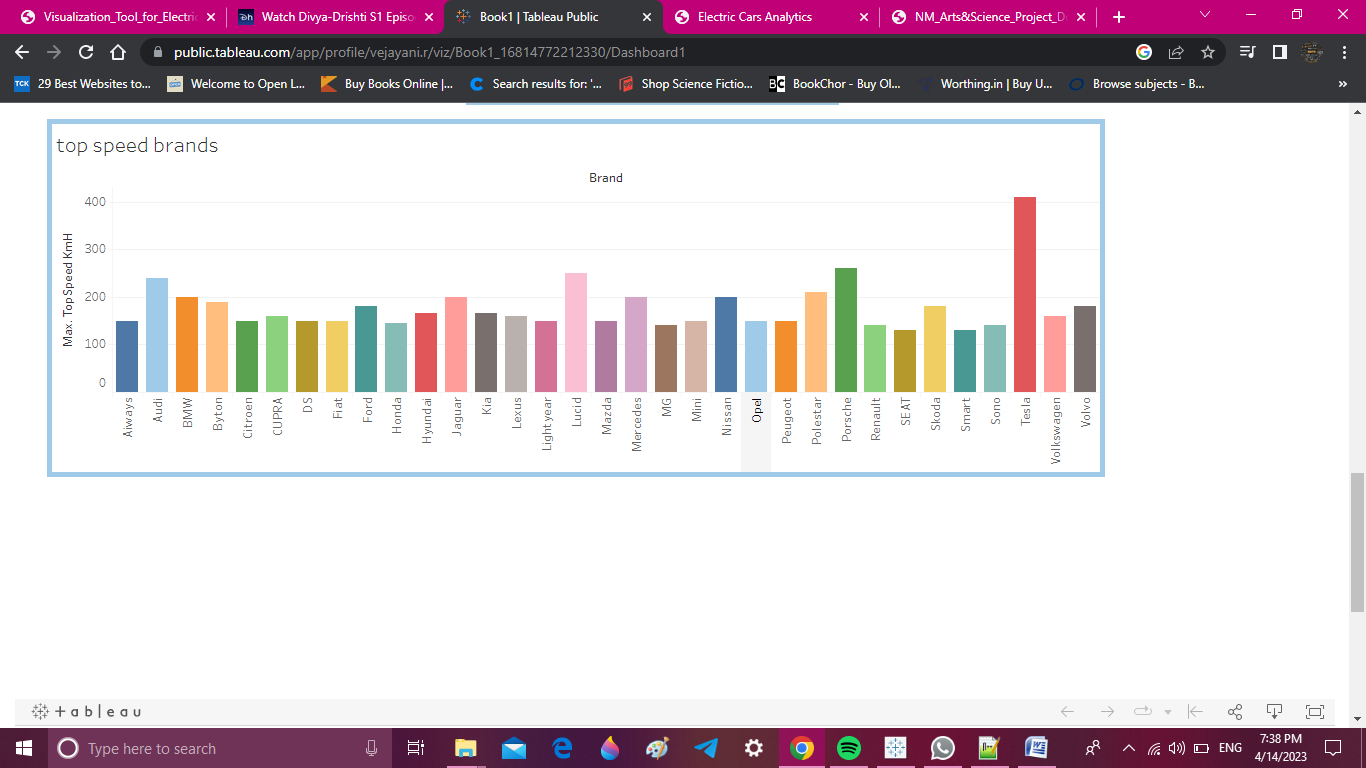 Visualization_Tool_for_Electric
Watch Divya-Drishti S1 Episo
Book1 | Tableau Public
Electric Cars Analytics
NM_Arts&Science_Project_D
public.tableau.com/app/profile/vejayani.r/viz/Book1_16814772212330/Dashboard1
29 Best Websites to...
Welcome to Open L...
Buy Books Online |...
Search results for: '...
Shop Science Fictio...
BookChor - Buy Ol...
Worthing.in | Buy U...
Browse subjects - B...
»
top speed brands
Brand
Max. Top Speed KmH
400
300
200
100
0
Aiways
Audi
BMW
Byton
Citroen
CUPRA
DS
Fiat
Ford
Honda
Hyundai
Jaguar
Kia
Lexus
Lightyear
Lucid
Mazda
Mercedes
MG
Mini
Nissan
Opel
Peugeot
Polestar
Porsche
Renault
SEAT
Skoda
Smart
Sono
Tesla
Volkswagen
Volvo
+ a b | e a u
Type here to search
ENG
7:38 PM
4/14/2023